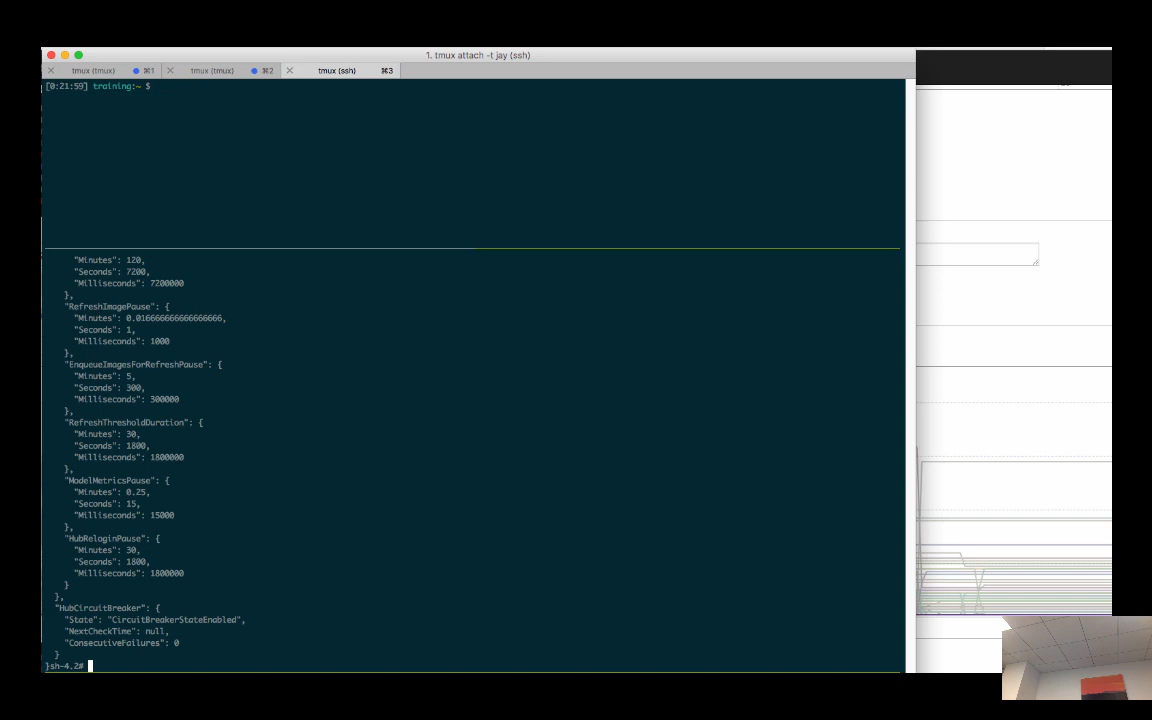 1. tmux attach -t jay (ssh)
tmux (tmux) ⌘1 tmux (tmux) ⌘2 tmux (ssh) ⌘3
[0:21:59] training:~ $
"Minutes": 120,
"Seconds": 7200,
"Milliseconds": 7200000
},
"RefreshImagePause": {
"Minutes": 0.016666666666666666,
"Seconds": 1,
"Milliseconds": 1000
},
"EnqueueImagesForRefreshPause": {
"Minutes": 5,
"Seconds": 300,
"Milliseconds": 300000
},
"RefreshThresholdDuration": {
"Minutes": 30,
"Seconds": 1800,
"Milliseconds": 1800000
},
"ModelMetricsPause": {
"Minutes": 0.25,
"Seconds": 15,
"Milliseconds": 15000
},
"HubReloginPause": {
"Minutes": 30,
"Seconds": 1800,
"Milliseconds": 1800000
}
},
"HubCircuitBreaker": {
"State": "CircuitBreakerStateEnabled",
"NextCheckTime": null,
"ConsecutiveFailures": 0
}
}sh-4.2#